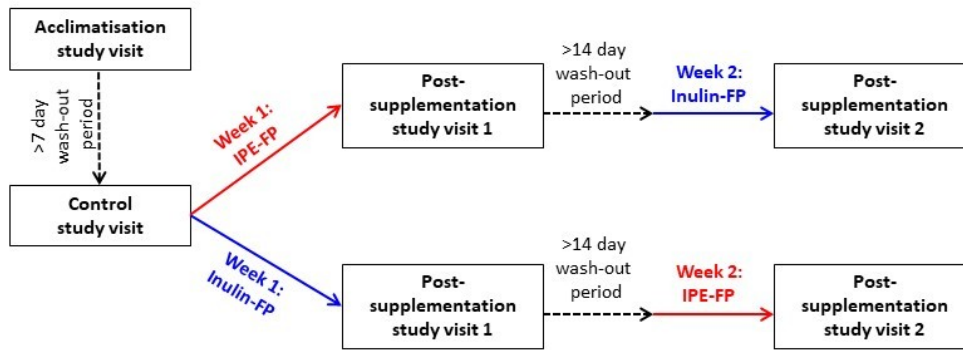 Acclimatisation
study visit
>7 day
wash-out
period
Control
study visit
Week 1:
IPE-FP
Post-
supplementation
study visit 1
>14 day
wash-out
period
Week 2:
Inulin-FP
Post-
supplementation
study visit 2
Week 1:
Inulin-FP
Post-
supplementation
study visit 1
>14 day
wash-out
period
Week 2:
IPE-FP
Post-
supplementation
study visit 2